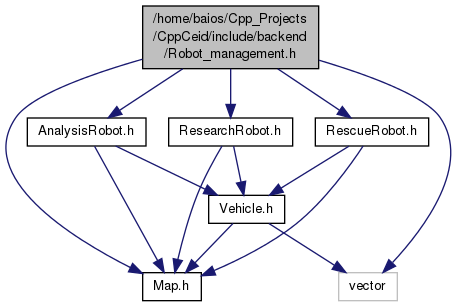 /home/baios/Cpp_Projects
/CppCeid/include/backend
/Robot_management.h
AnalysisRobot.h
ResearchRobot.h
RescueRobot.h
Vehicle.h
Map.h
vector